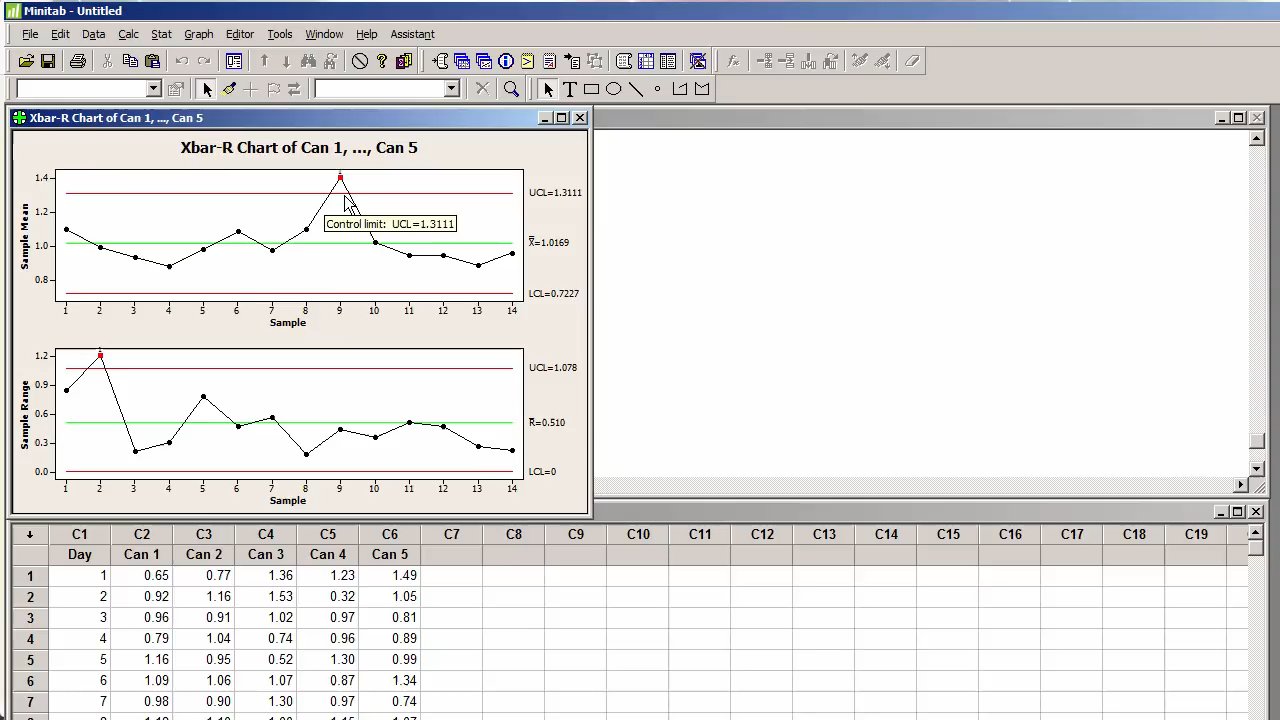 Minitab - Untitled
File Edit Data Calc Stat Graph Editor Tools Window Help Assistant
Xbar-R Chart of Can 1, ..., Can 5
Xbar-R Chart of Can 1, ..., Can 5
Sample Mean
1.4
1.2
1.0
0.8
1
UCL=1.3111
X=1.0169
LCL=0.7227
Control limit: UCL=1.3111
1 2 3 4 5 6 7 8 9 10 11 12 13 14
Sample
Sample Range
1.2
0.9
0.6
0.3
0.0
1
UCL=1.078
R=0.510
LCL=0
1 2 3 4 5 6 7 8 9 10 11 12 13 14
Sample
C1 C2 C3 C4 C5 C6 C7 C8 C9 C10 C11 C12 C13 C14 C15 C16 C17 C18 C19
Day Can 1 Can 2 Can 3 Can 4 Can 5
1 1 0.65 0.77 1.36 1.23 1.49
2 2 0.92 1.16 1.53 0.32 1.05
3 3 0.96 0.91 1.02 0.97 0.81
4 4 0.79 1.04 0.74 0.96 0.89
5 5 1.16 0.95 0.52 1.30 0.99
6 6 1.09 1.06 1.07 0.87 1.34
7 7 0.98 0.90 1.30 0.97 0.74